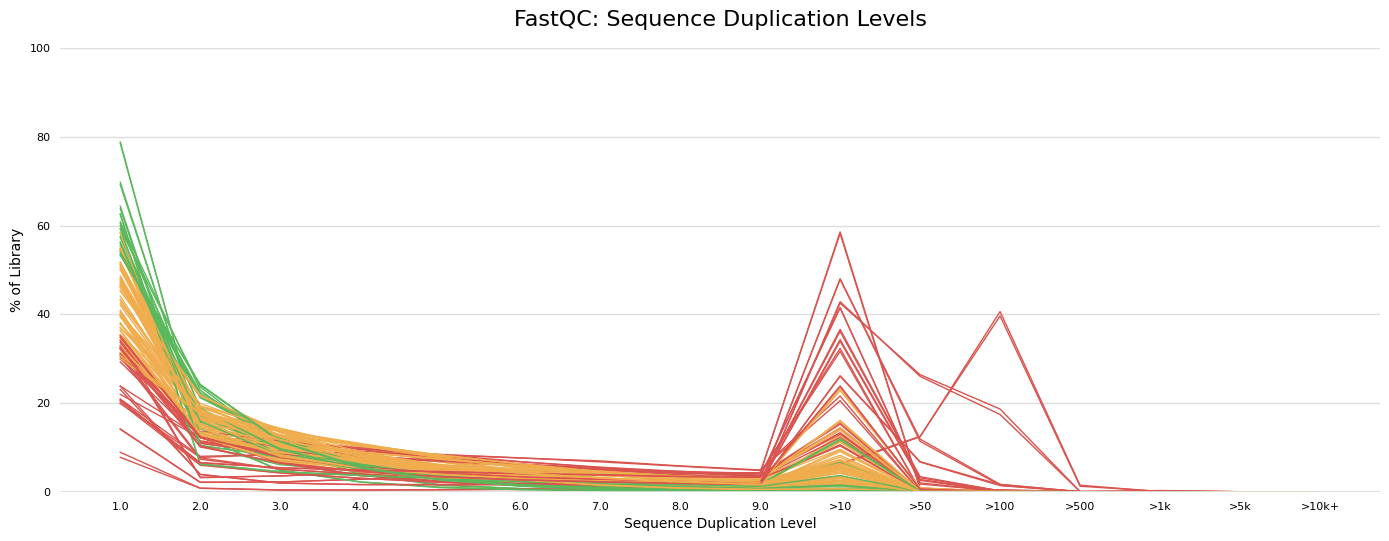 FastQC: Sequence Duplication Levels
100
80
60
40
20
0
% of Library
1.0 2.0 3.0 4.0 5.0 6.0 7.0 8.0 9.0 >10 >50 >100 >500 >1k >5k >10k+
Sequence Duplication Level